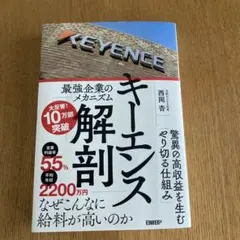 KEYENCE
最強企業のメカニズム
キーエンス解剖
西岡 杏
大反響!
10万部
突破
営業
利益率
55%
平均
年収
2200万円
驚異の高収益を生む
やり切る仕組み
なぜこんなに
給料が高いのか
日経BP